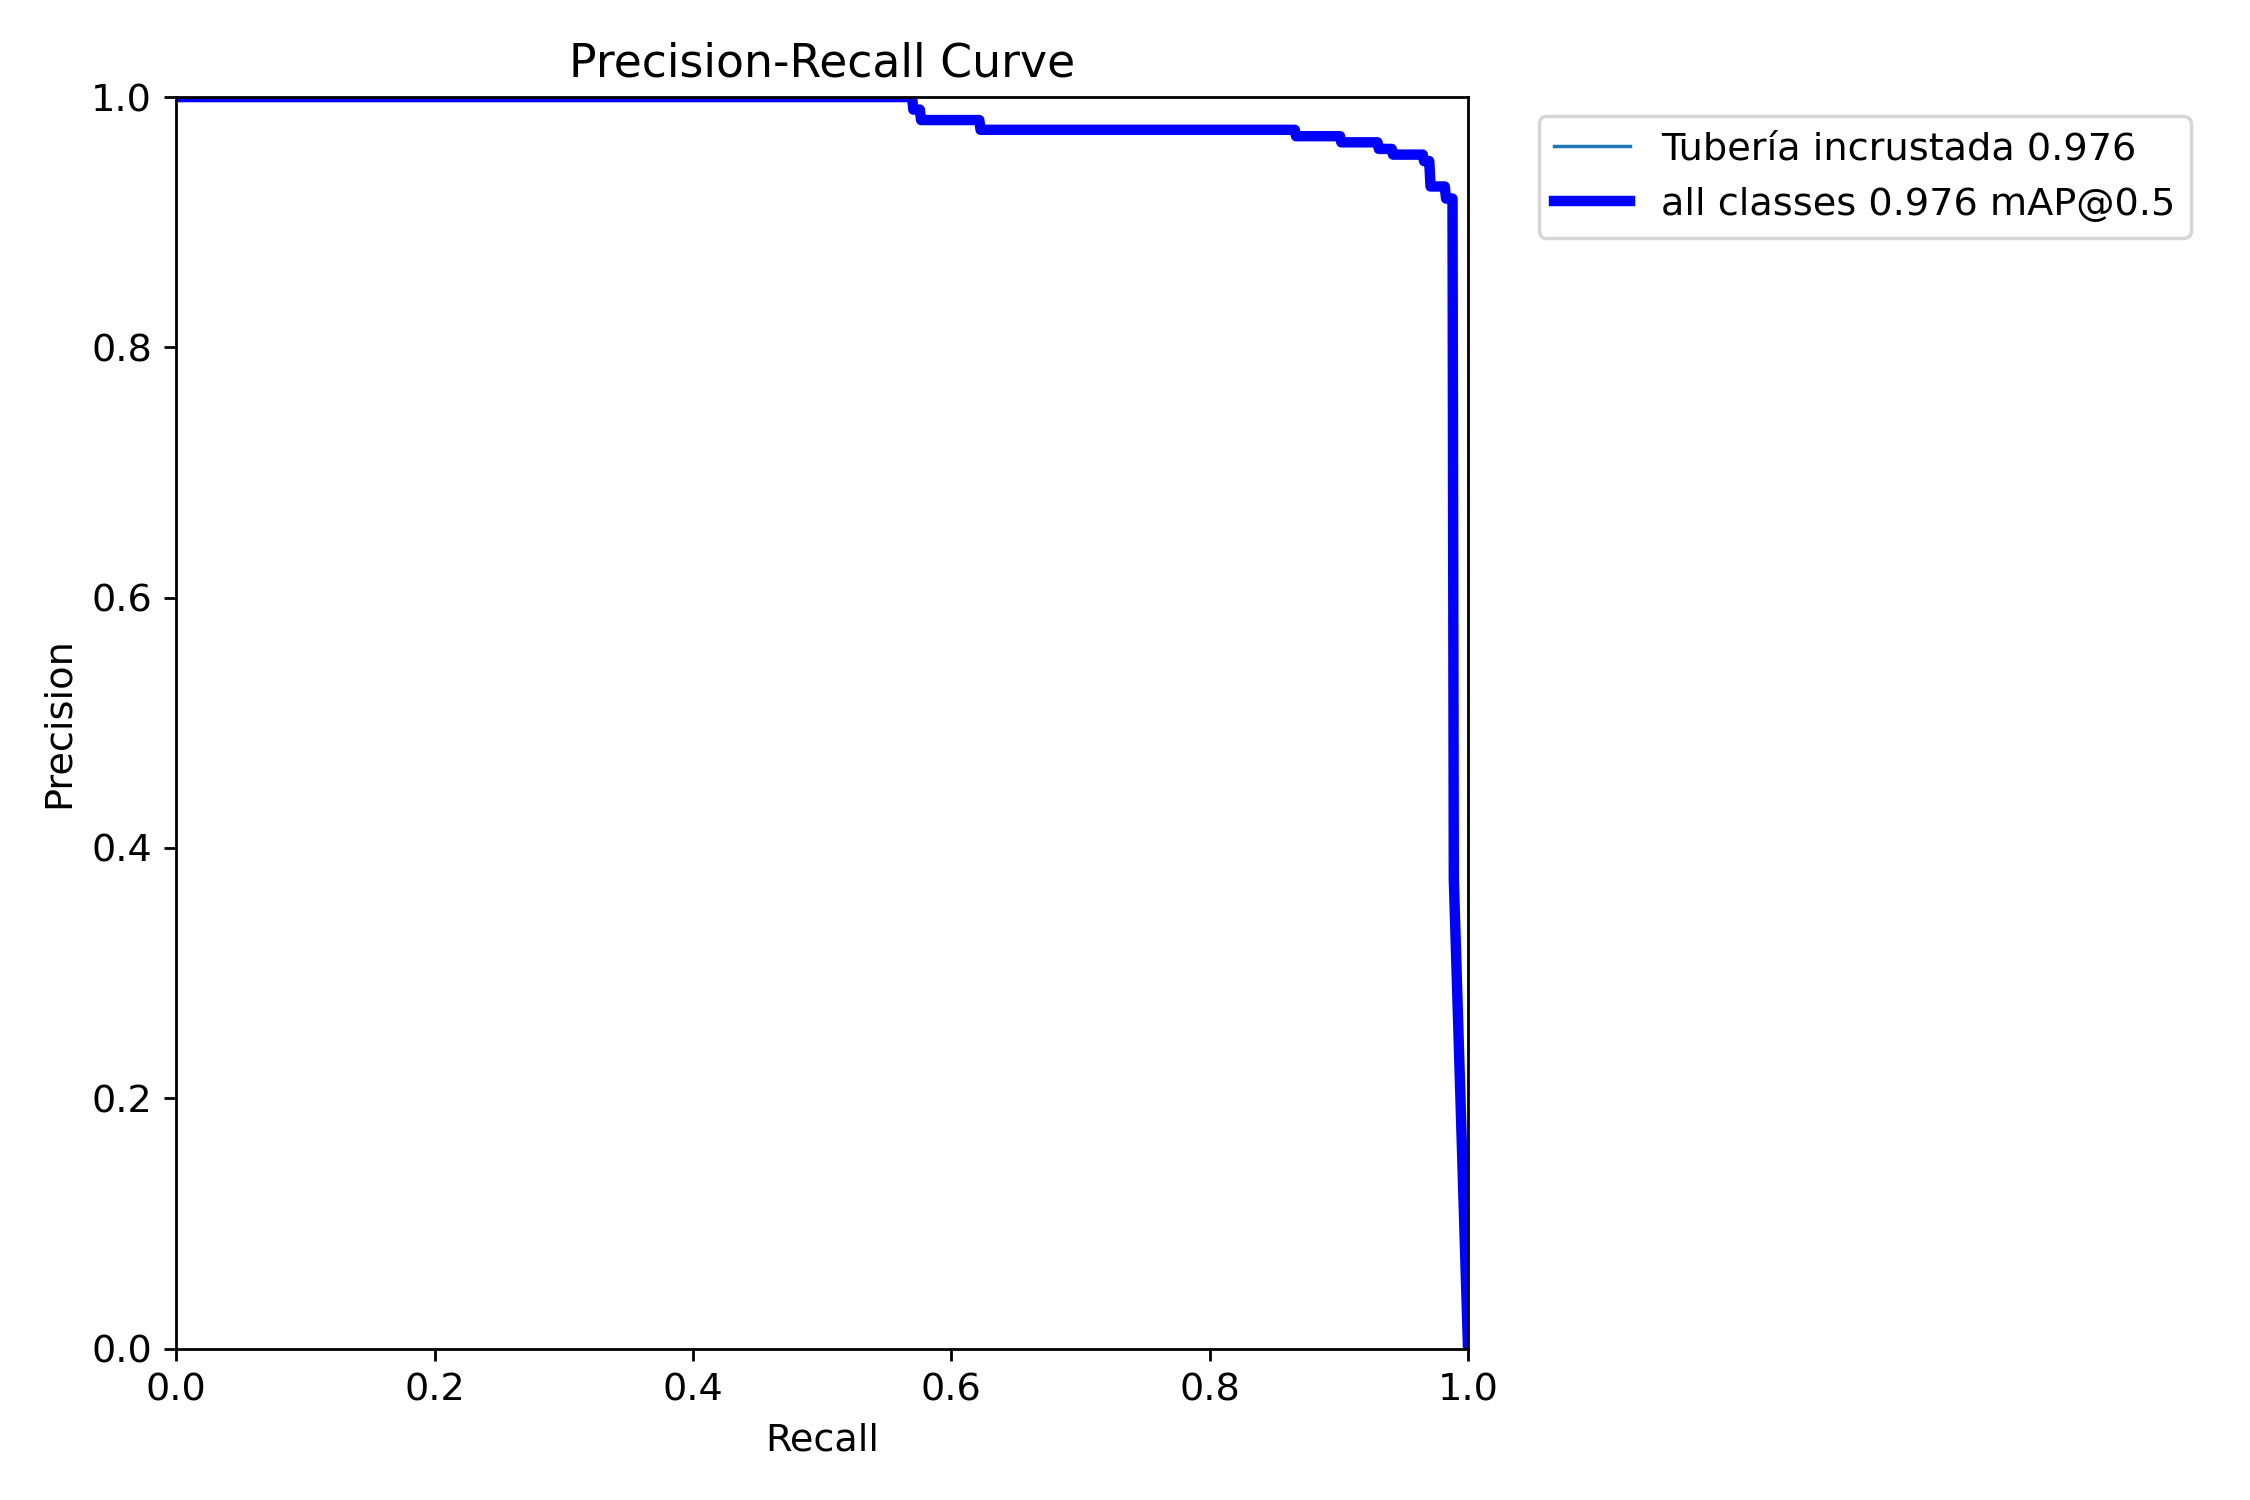 Precision-Recall Curve
1.0
0.8
0.6
0.4
0.2
0.0
Precision
0.0 0.2 0.4 0.6 0.8 1.0
Recall
Tubería incrustada 0.976
all classes 0.976 mAP@0.5